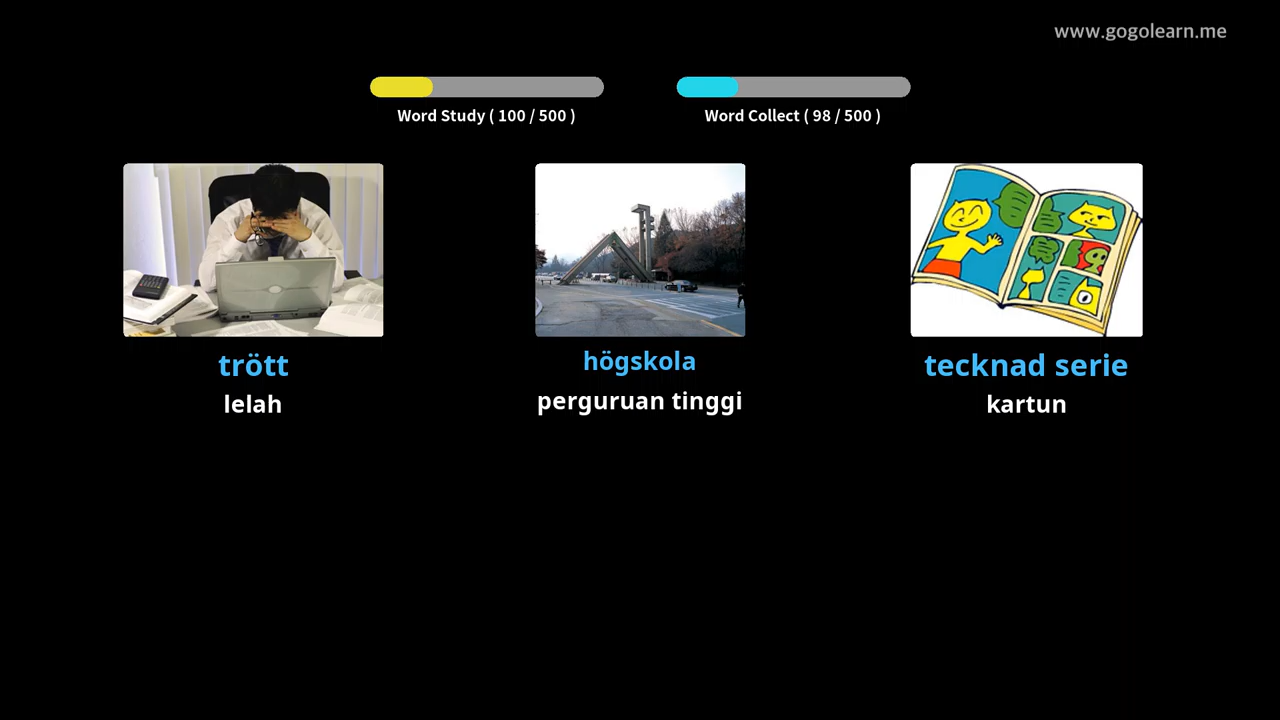 www.gogolearn.me
Word Study ( 100 / 500 )
Word Collect ( 98 / 500 )
trött
lelah
högskola
perguruan tinggi
tecknad serie
kartun